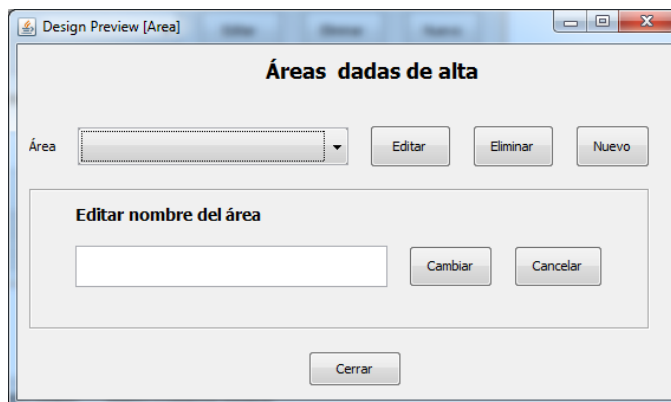 Design Preview [Area]
Áreas dadas de alta
Área Editar Eliminar Nuevo
Editar nombre del área
Cambiar Cancelar
Cerrar